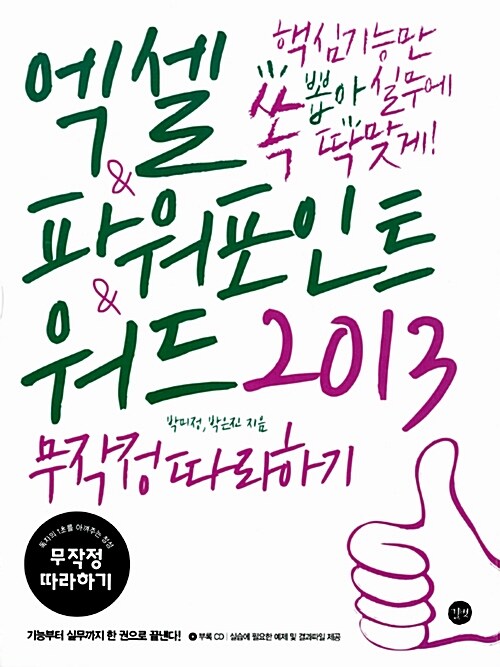 핵심기능만
쏙 뽑아 실무에
딱맞게!
엑셀
&
파워포인트
&
워드 2013
박미정, 박은진 지음
무작정 따라하기
독자의 1초를 아껴주는 정성
무작정
따라하기
길벗
기능부터 실무까지 한 권으로 끝낸다! 부록 CD | 실습에 필요한 예제 및 결과파일 제공